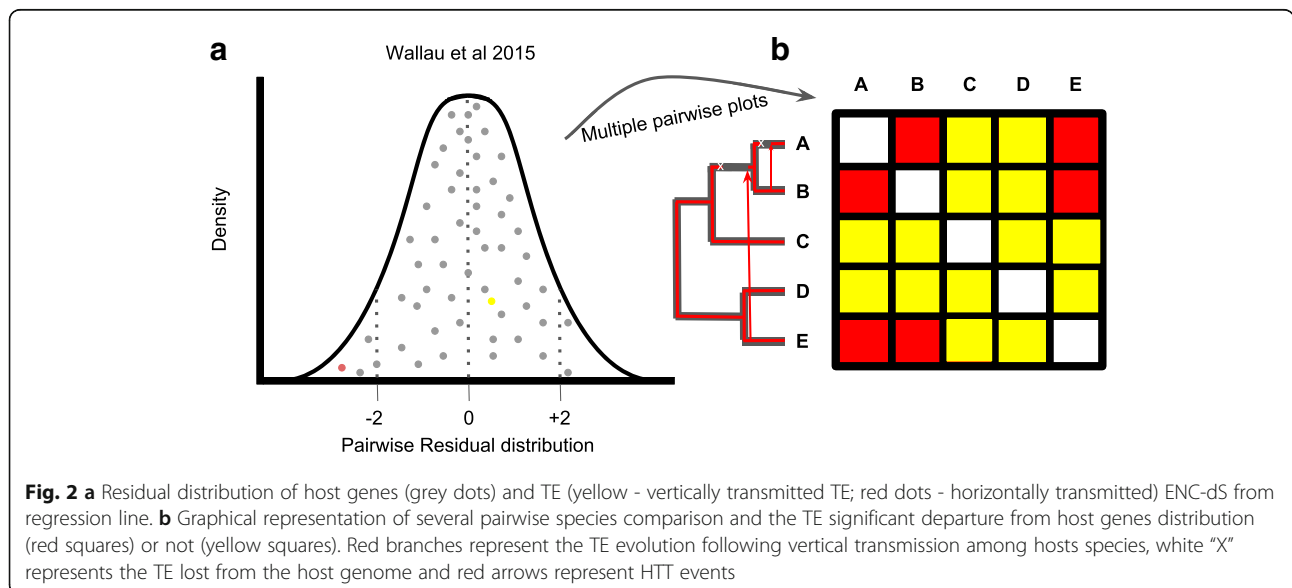 a
Wallau et al 2015
b
Multiple pairwise plots
A B C D E
x
x
A
B
C
D
E
Density
-2 0 +2
Pairwise Residual distribution
Fig. 2 a Residual distribution of host genes (grey dots) and TE (yellow - vertically transmitted TE; red dots - horizontally transmitted) ENC-dS from
regression line. b Graphical representation of several pairwise species comparison and the TE significant departure from host genes distribution
(red squares) or not (yellow squares). Red branches represent the TE evolution following vertical transmission among hosts species, white “X”
represents the TE lost from the host genome and red arrows represent HTT events